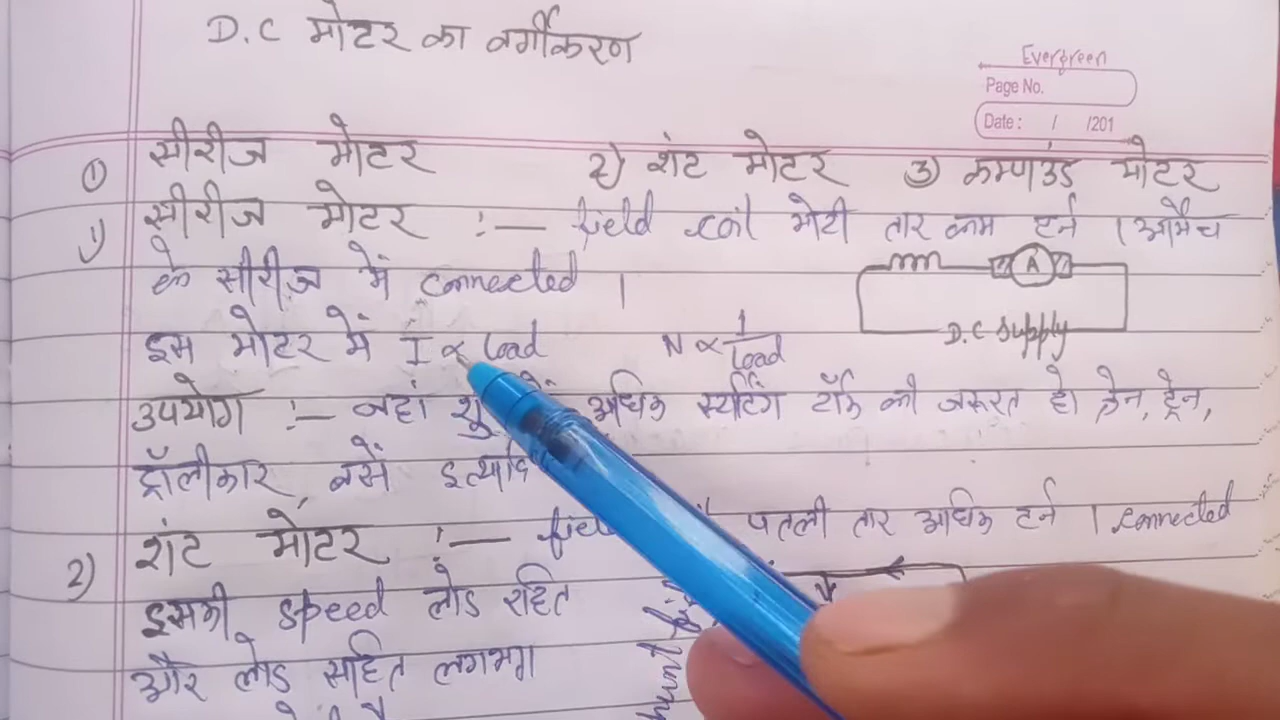 D.C मोटर का वर्गीकरण
Evergreen
Page No.
Date : / /201
① सीरीज मोटर 2) शंट मोटर ③ कम्पाउंड मोटर
1) सीरीज मोटर :— field coil मोटी तार कम टर्न । आर्मेचर
के सीरीज में connected ।
A
D.C Supply
इस मोटर में I ∝ Load N ∝ 1/Load
उपयोग :— जहां अधिक स्टार्टिंग टॉर्क की जरूरत हो। क्रेन, ट्रेन,
ट्रॉलीकार, बसें इत्यादि
2) शंट मोटर :— पतली तार अधिक टर्न । connected
इसकी speed लोड रहित
और लोड सहित लगभग